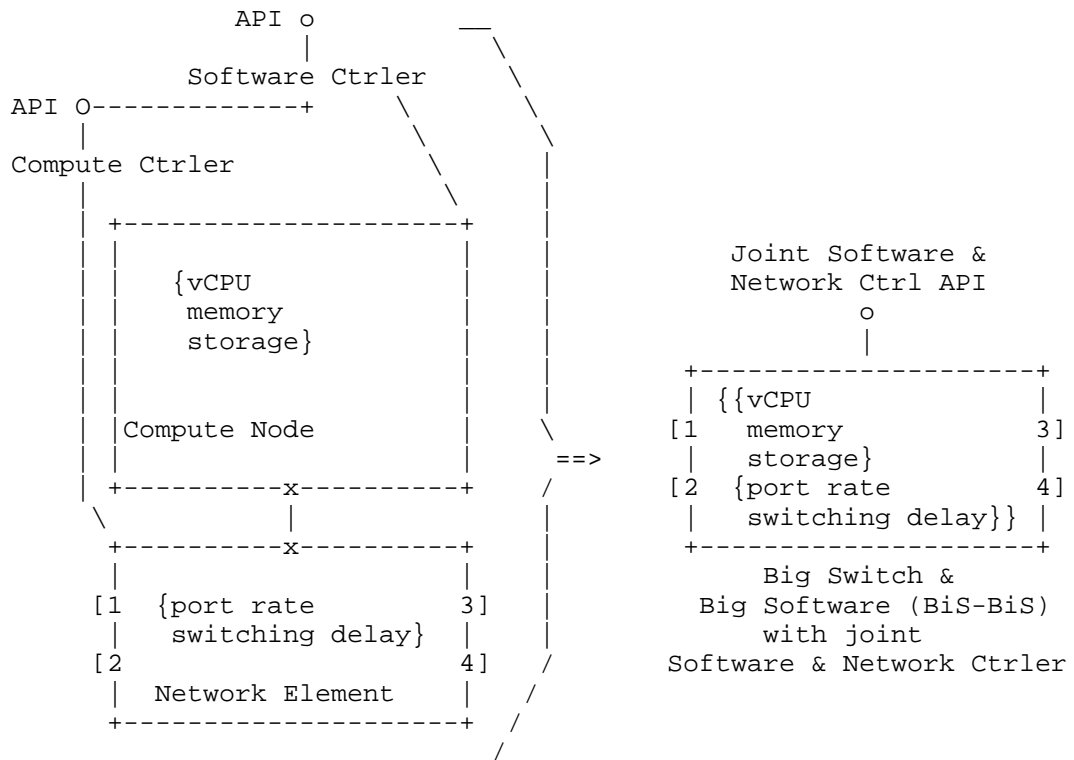 API o
Software Ctrler
API O-------------+
Compute Ctrler
+--------------------+
{vCPU
memory
storage}
Compute Node
+----------x----------+
+----------x----------+
[1 {port rate 3]
switching delay}
[2 4]
Network Element
+--------------------+
==>
Joint Software &
Network Ctrl API
o
+--------------------+
{{vCPU
[1 memory 3]
storage}
[2 {port rate 4]
switching delay}}
+--------------------+
Big Switch &
Big Software (BiS-BiS)
with joint
Software & Network Ctrler